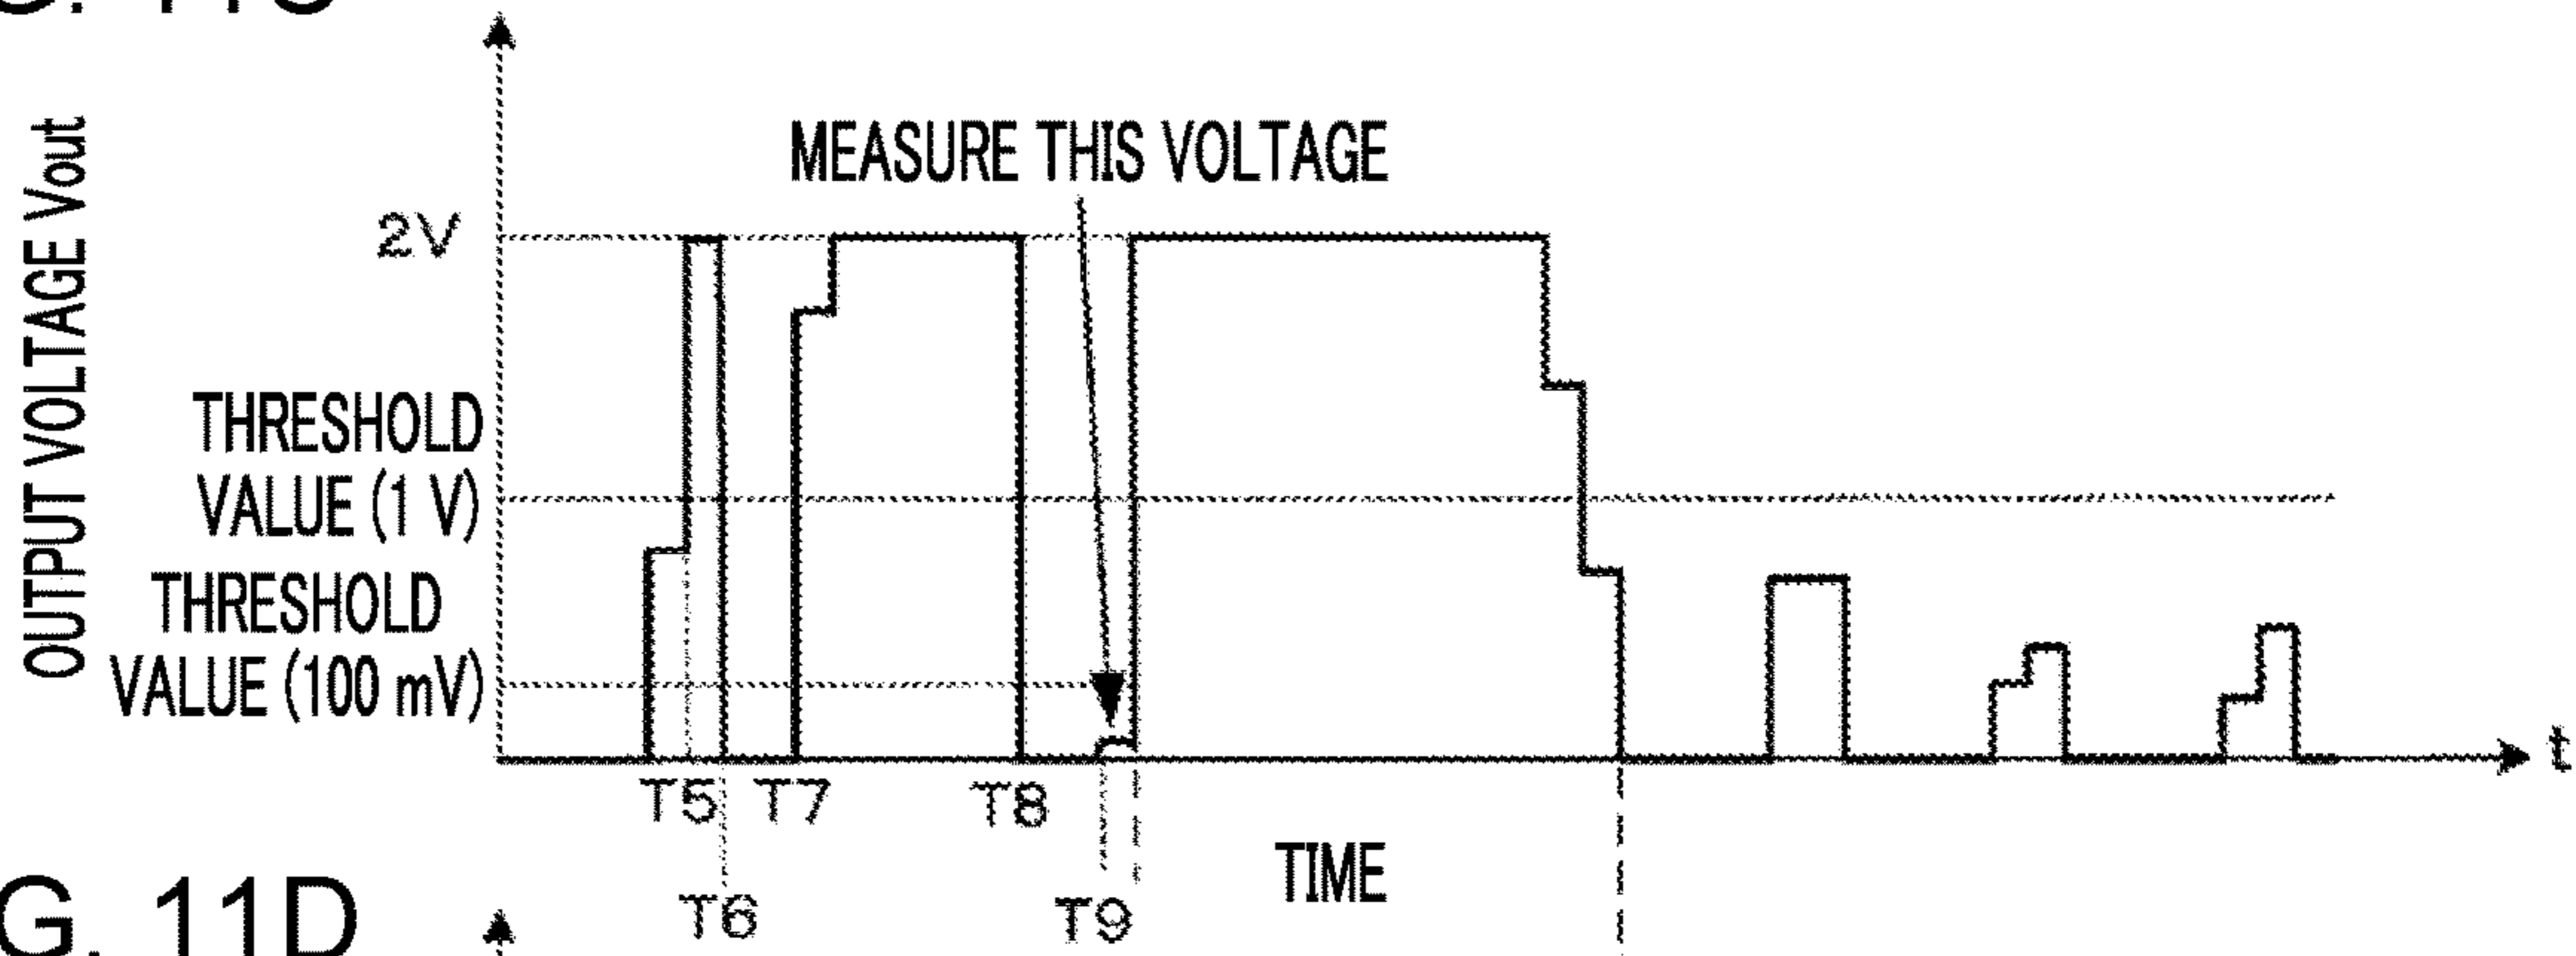 MEASURE THIS VOLTAGE
OUTPUT VOLTAGE Vout
2V
THRESHOLD
VALUE (1 V)
THRESHOLD
VALUE (100 mV)
t
T5 T7 T8
TIME
T6 T9
G. 11D